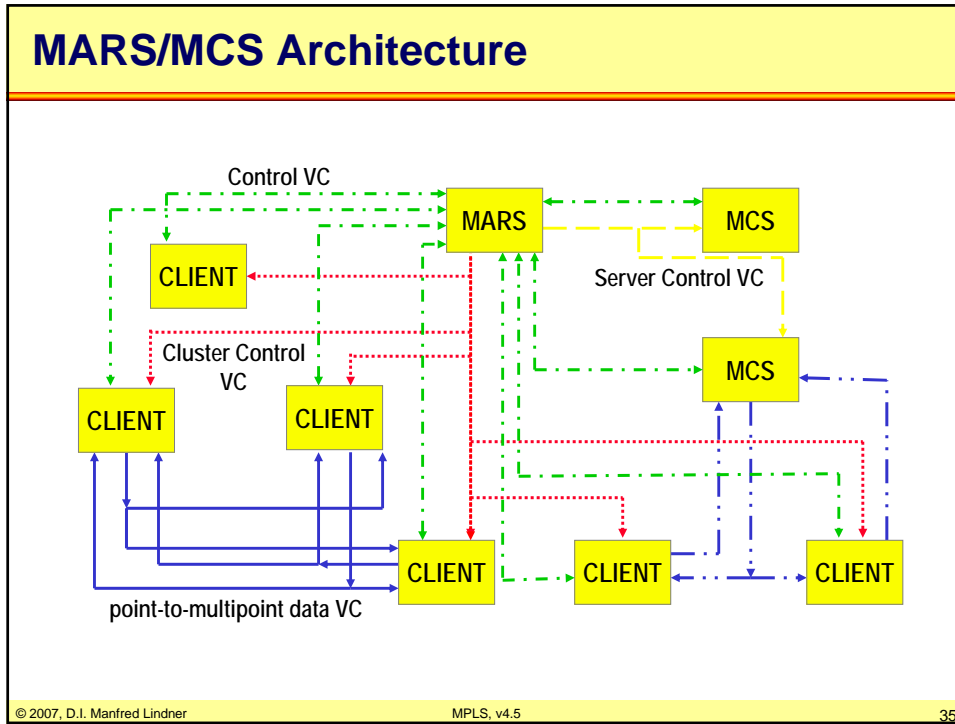 MARS/MCS Architecture
Control VC
MARS
MCS
CLIENT
Server Control VC
Cluster Control
VC
MCS
CLIENT
CLIENT
CLIENT
CLIENT
CLIENT
point-to-multipoint data VC
© 2007, D.I. Manfred Lindner
MPLS, v4.5
35